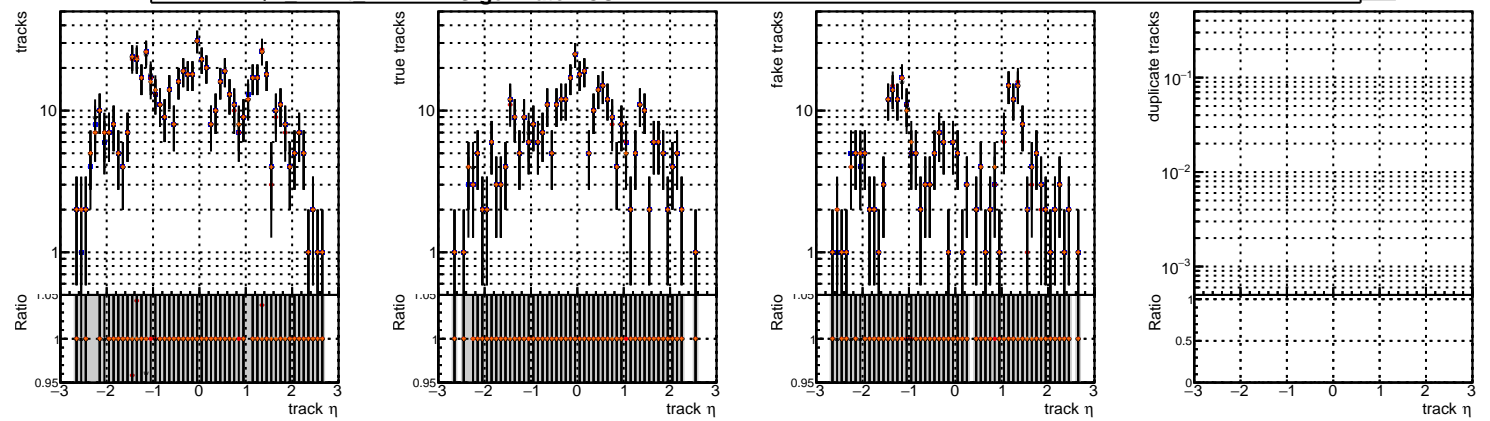 tracks
10
1
Ratio
1.05
1
0.95
−3 −2 −1 0 1 2 3
track η
true tracks
10
1
Ratio
1.05
1
0.95
−3 −2 −1 0 1 2 3
track η
fake tracks
10
1
Ratio
1.05
1
0.95
−3 −2 −1 0 1 2 3
track η
duplicate tracks
10−1
10−2
10−3
Ratio
1
0.5
0
−3 −2 −1 0 1 2 3
track η